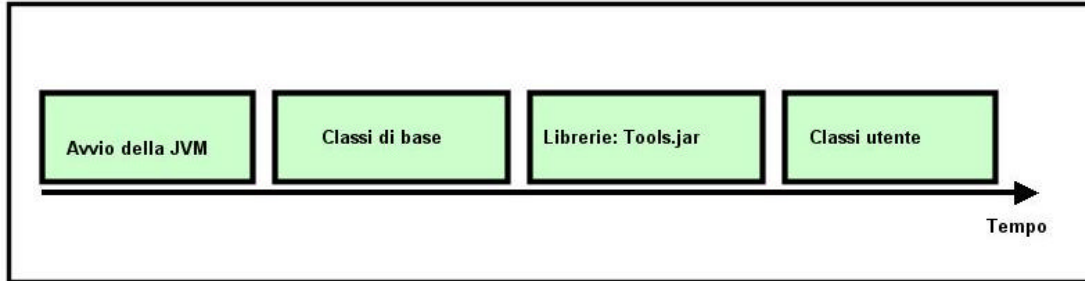 Avvio della JVM
Classi di base
Librerie: Tools.jar
Classi utente
Tempo